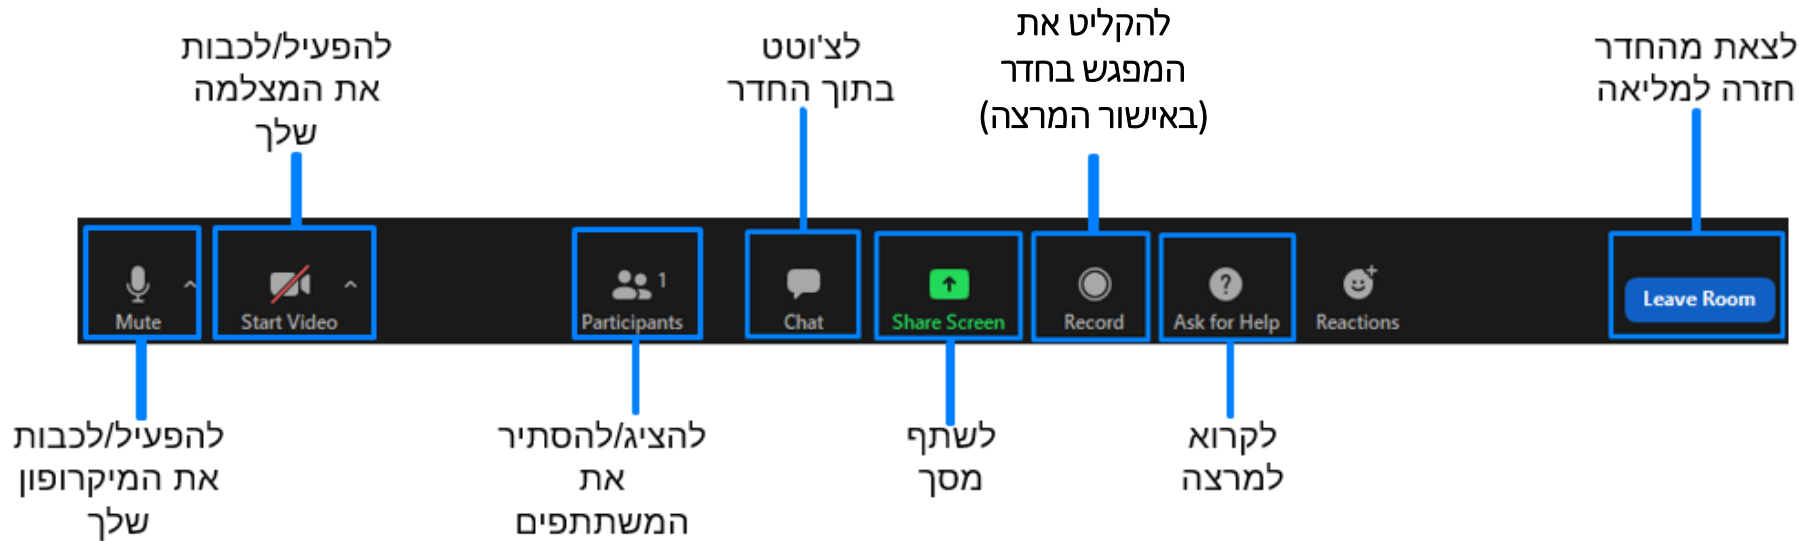 להפעיל/לכבות
את המצלמה
שלך
לצ'וטט
בתוך החדר
להקליט את
המפגש בחדר
(באישור המרצה)
לצאת מהחדר
חזרה למליאה
Mute
Start Video
Participants
1
Chat
Share Screen
Record
Ask for Help
Reactions
Leave Room
להפעיל/לכבות
את המיקרופון
שלך
להציג/להסתיר
את
המשתתפים
לשתף
מסך
לקרוא
למרצה